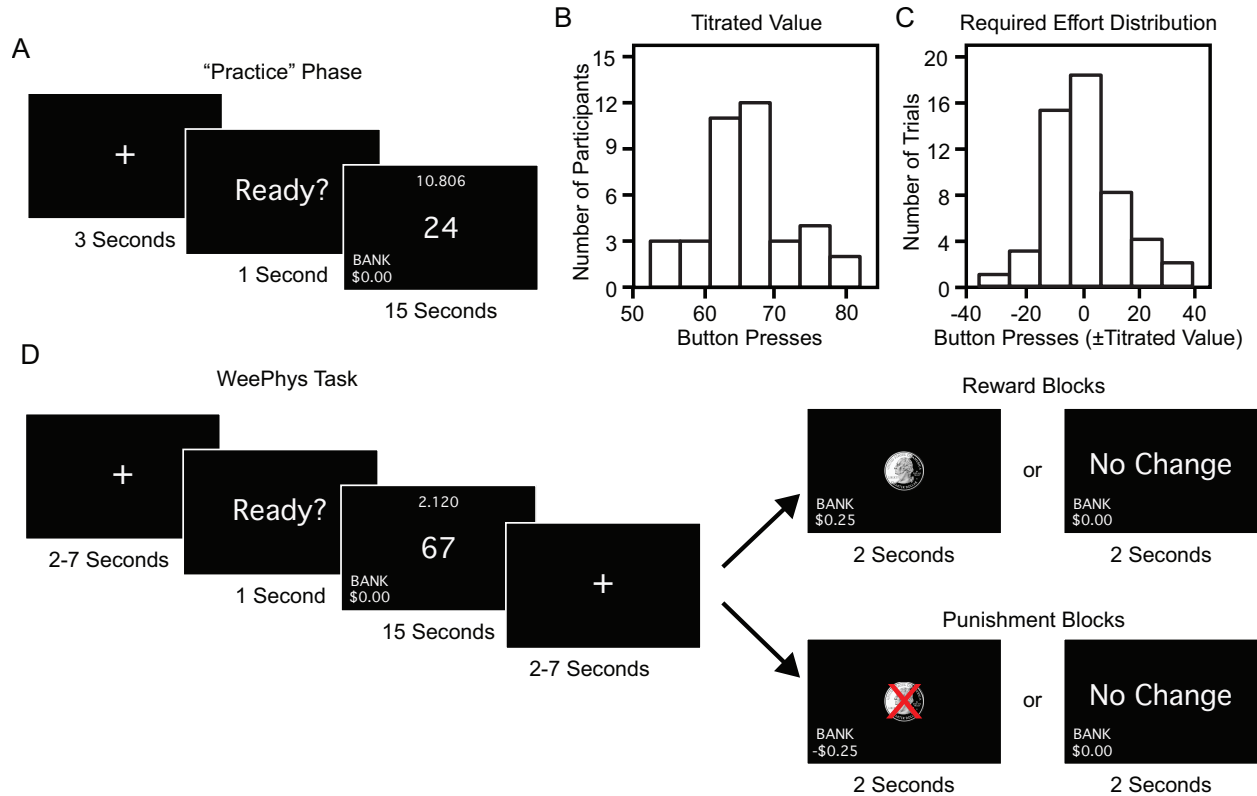 A
“Practice” Phase
+
3 Seconds
Ready?
1 Second
10.806
24
BANK
$0.00
15 Seconds
B
Titrated Value
Number of Participants
15
12
9
6
3
0
50 60 70 80
Button Presses
C
Required Effort Distribution
Number of Trials
20
16
12
8
4
0
-40 -20 0 20 40
Button Presses (±Titrated Value)
D
WeePhys Task
+
2-7 Seconds
Ready?
1 Second
2.120
67
BANK
$0.00
15 Seconds
+
2-7 Seconds
Reward Blocks
BANK
$0.25
2 Seconds
or
No Change
BANK
$0.00
2 Seconds
Punishment Blocks
X
BANK
-$0.25
2 Seconds
or
No Change
BANK
$0.00
2 Seconds